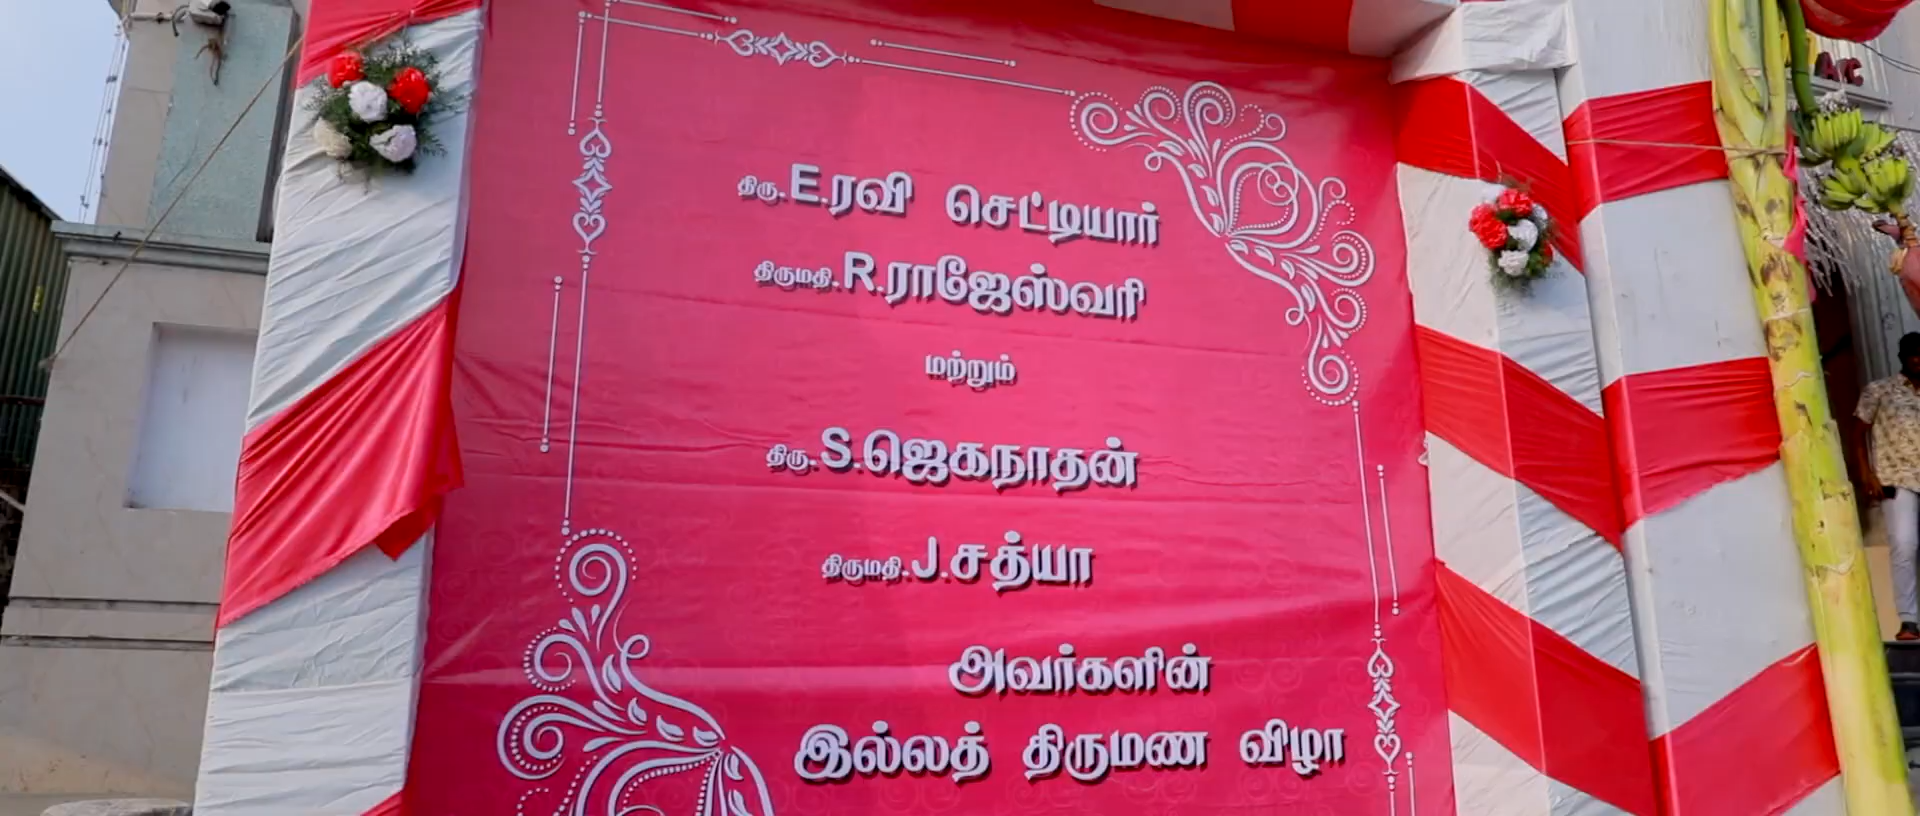 திரு.E.ரவி செட்டியார்
திருமதி.R.ராஜேஸ்வரி
மற்றும்
திரு.S.ஜெகநாதன்
திருமதி.J.சத்யா
அவர்களின்
இல்லத் திருமண விழா
A/C